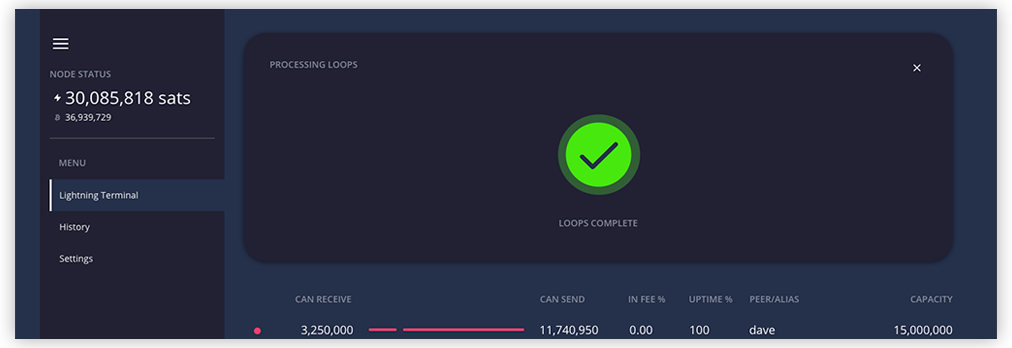 NODE STATUS
30,085,818 sats
₿ 36,939,729
MENU
Lightning Terminal
History
Settings
PROCESSING LOOPS
LOOPS COMPLETE
CAN RECEIVE CAN SEND IN FEE % UPTIME % PEER/ALIAS CAPACITY
3,250,000 11,740,950 0.00 100 dave 15,000,000